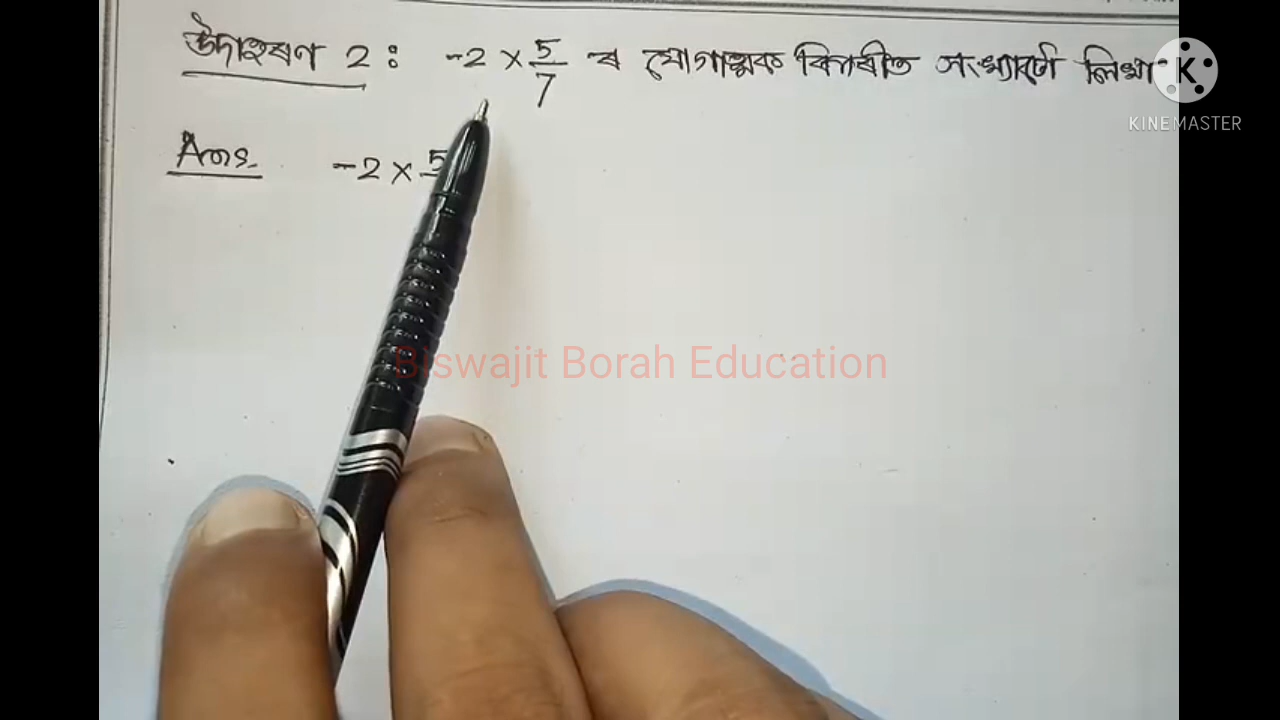 উদাহৰণ 2 : -2 × 5/7 ৰ যোগাত্মক বিপৰীত সংখ্যাটো লিখা
K
KINEMASTER
Ans. -2 × 5
Biswajit Borah Education